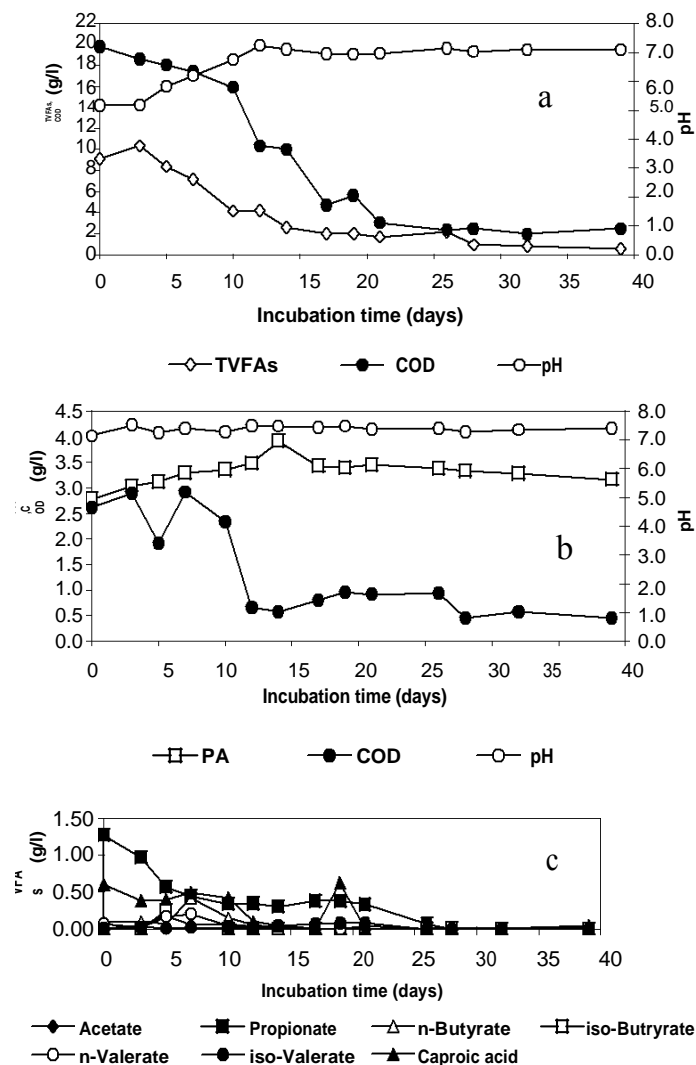 22
20
18
16
14
12
10
8
6
4
2
0
TVFAs, COD (g/l)
8.0
7.0
6.0
5.0
4.0
3.0
2.0
1.0
0.0
pH
a
0 5 10 15 20 25 30 35 40
Incubation time (days)
TVFAs COD pH
4.5
4.0
3.5
3.0
2.5
2.0
1.5
1.0
0.5
0.0
,C OD (g/l)
8.0
7.0
6.0
5.0
4.0
3.0
2.0
1.0
0.0
pH
b
0 5 10 15 20 25 30 35 40
Incubation time (days)
PA COD pH
1.50
1.00
0.50
0.00
VFA s (g/l)
c
0 5 10 15 20 25 30 35 40
Incubation time (days)
Acetate Propionate n-Butyrate iso-Butryrate
n-Valerate iso-Valerate Caproic acid